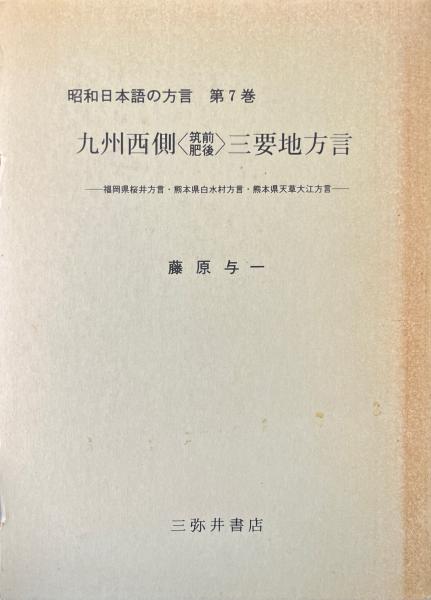 昭和日本語の方言　第７巻
九州西側〈筑前肥後〉三要地方言
──福岡県桜井方言・熊本県白水村方言・熊本県天草大江方言──
藤原与一
三弥井書店